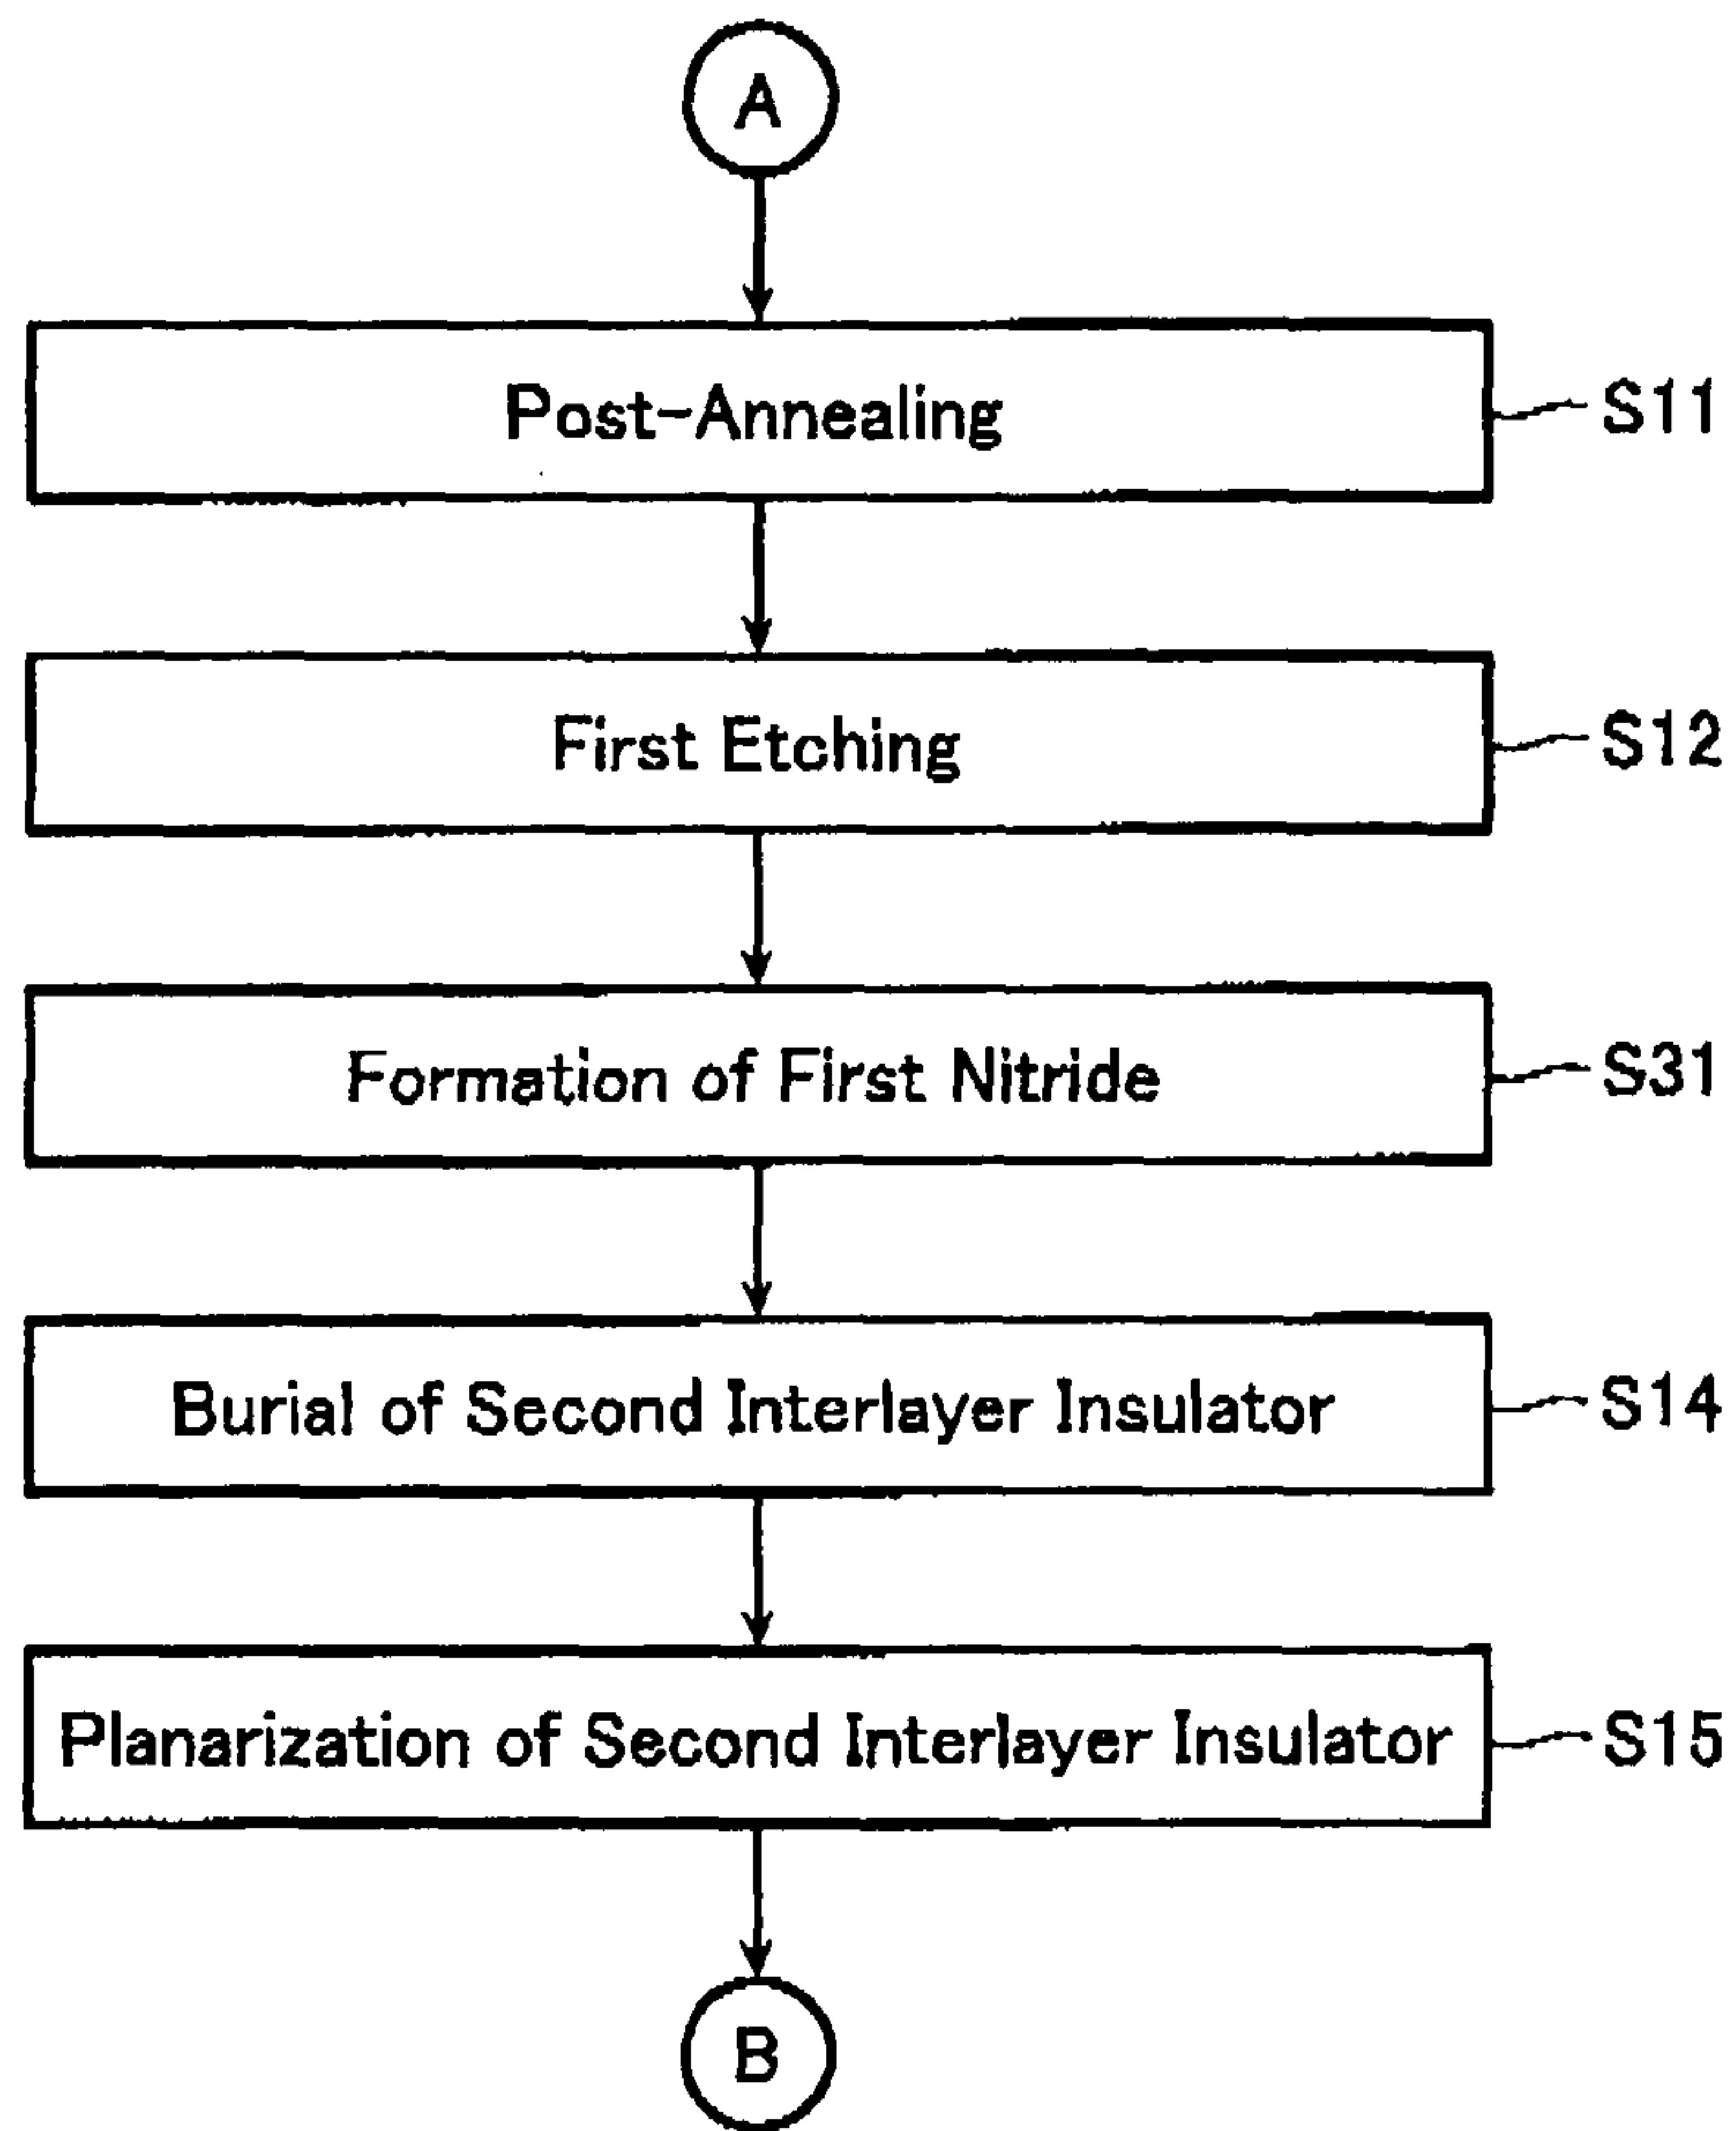 A
Post-Annealing S11
First Etching S12
Formation of First Nitride S31
Burial of Second Interlayer Insulator S14
Planarization of Second Interlayer Insulator S15
B